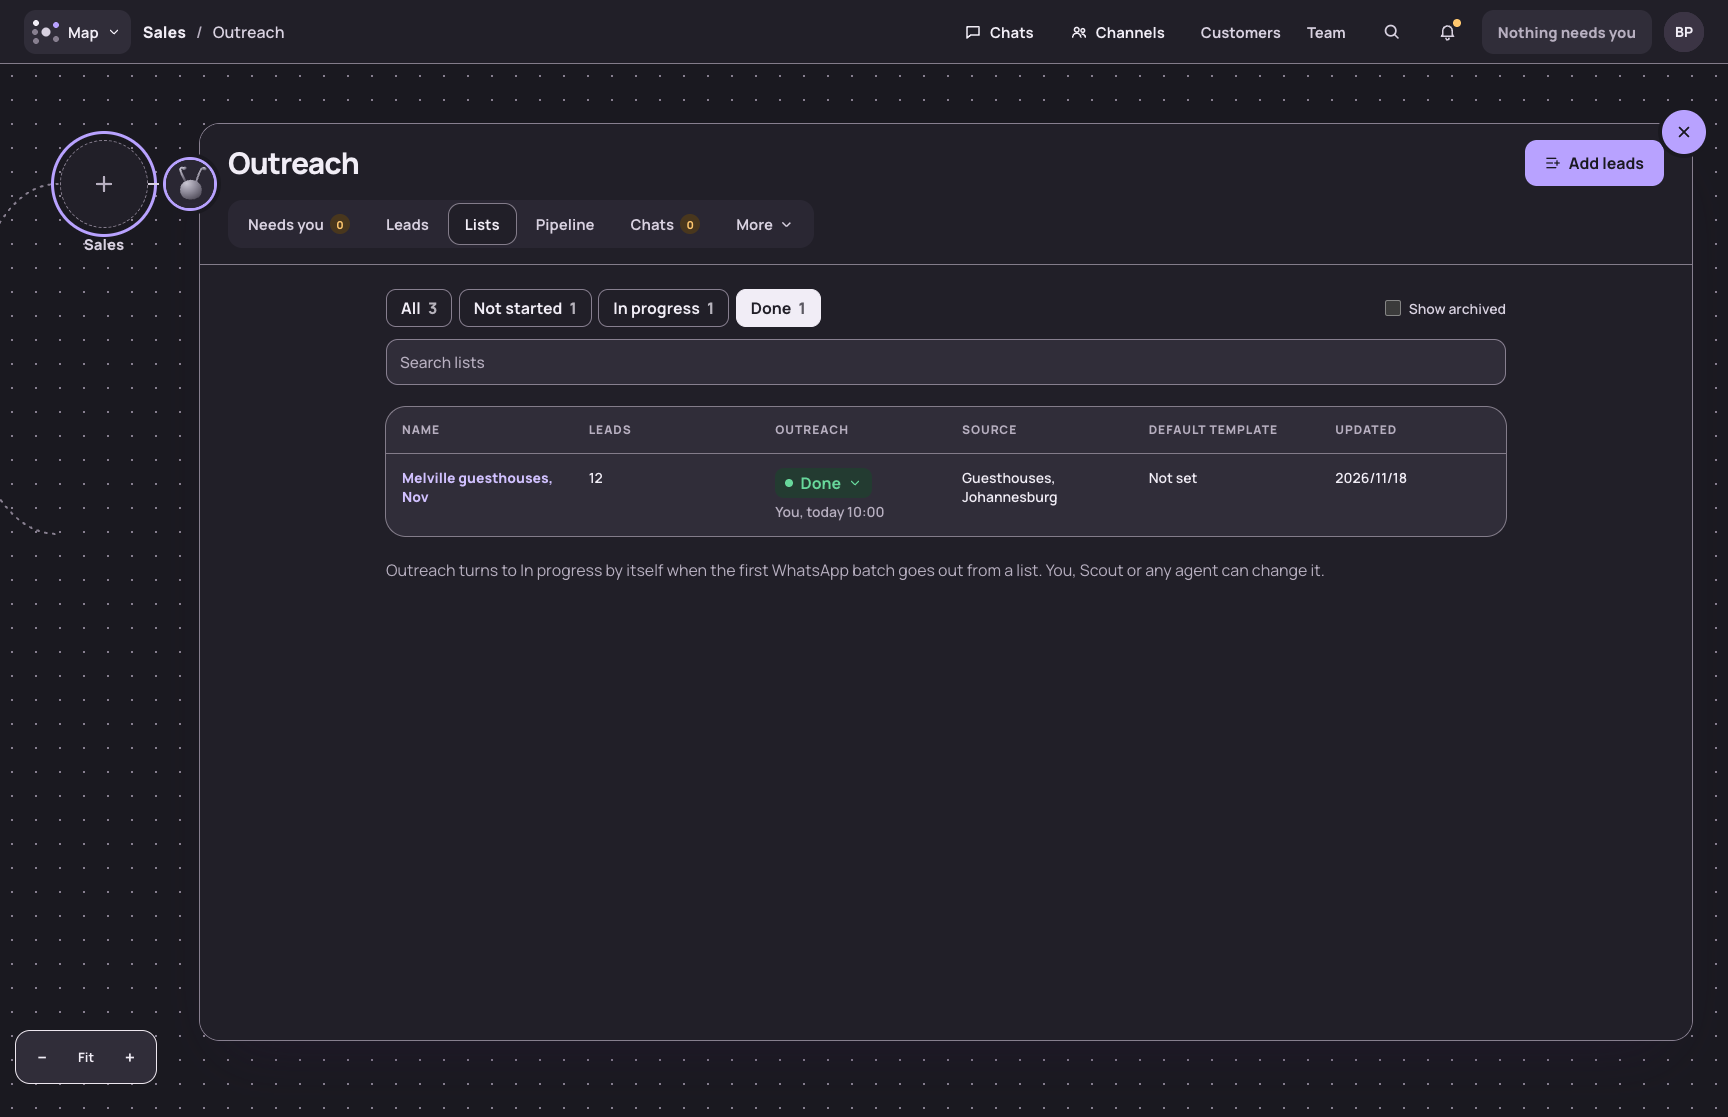 Map
Sales / Outreach
Chats
Channels
Customers
Team
Nothing needs you
BP
Sales
Outreach
Add leads
Needs you 0
Leads
Lists
Pipeline
Chats 0
More
All 3
Not started 1
In progress 1
Done 1
Show archived
Search lists
NAME LEADS OUTREACH SOURCE DEFAULT TEMPLATE UPDATED
Melville guesthouses, Nov
12
Done
You, today 10:00
Guesthouses, Johannesburg
Not set
2026/11/18
Outreach turns to In progress by itself when the first WhatsApp batch goes out from a list. You, Scout or any agent can change it.
− Fit +